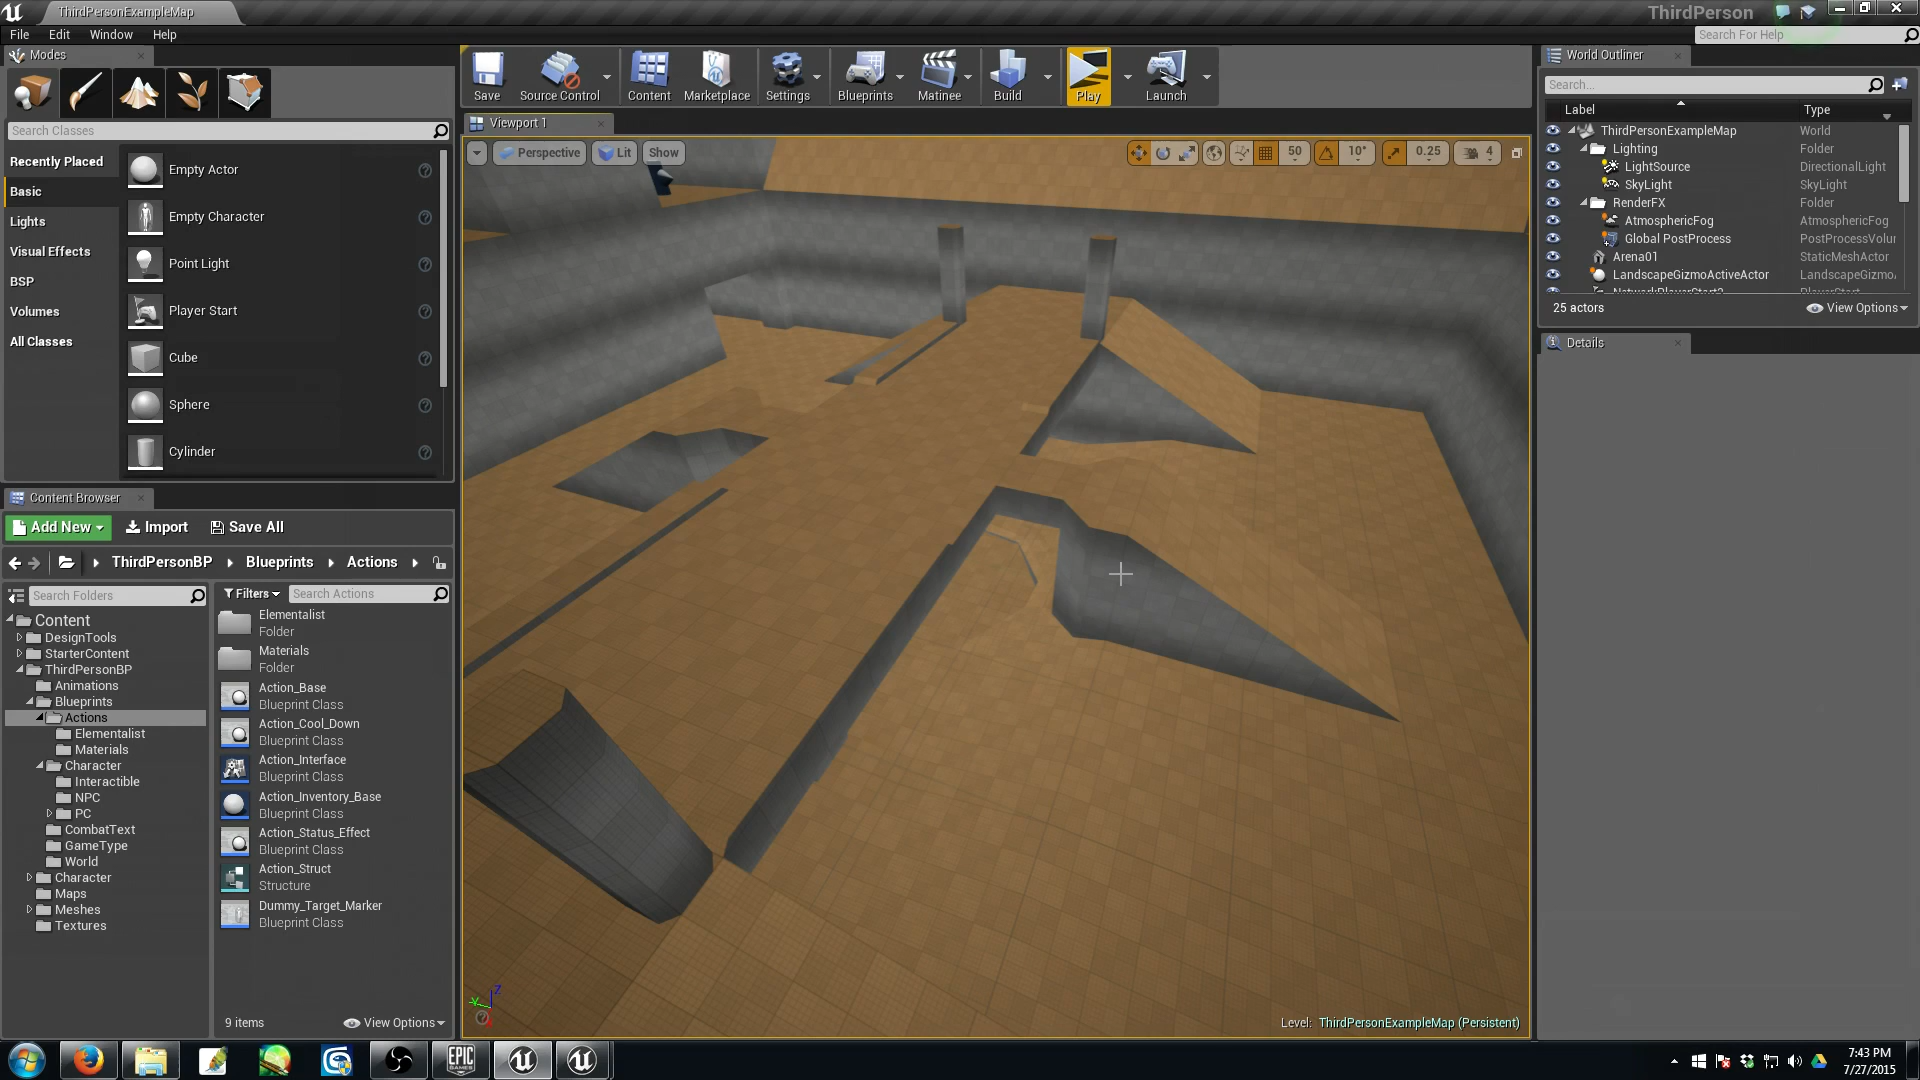 ThirdPersonExampleMap
ThirdPerson
File Edit Window Help
Search For Help
Modes
Search Classes
Recently Placed
Basic
Lights
Visual Effects
BSP
Volumes
All Classes
Empty Actor
Empty Character
Point Light
Player Start
Cube
Sphere
Cylinder
Save
Source Control
Content
Marketplace
Settings
Blueprints
Matinee
Build
Play
Launch
Viewport 1
Perspective
Lit
Show
50
10°
0.25
4
World Outliner
Search...
Label Type
ThirdPersonExampleMap World
Lighting Folder
LightSource DirectionalLight
SkyLight SkyLight
RenderFX Folder
AtmosphericFog AtmosphericFog
Global PostProcess PostProcessVolur
Arena01 StaticMeshActor
LandscapeGizmoActiveActor LandscapeGizmo
25 actors
View Options
Details
Content Browser
Add New
Import
Save All
ThirdPersonBP
Blueprints
Actions
Search Folders
Content
DesignTools
StarterContent
ThirdPersonBP
Animations
Blueprints
Actions
Elementalist
Materials
Character
Interactible
NPC
PC
CombatText
GameType
World
Character
Maps
Meshes
Textures
Filters
Search Actions
Elementalist
Folder
Materials
Folder
Action_Base
Blueprint Class
Action_Cool_Down
Blueprint Class
Action_Interface
Blueprint Class
Action_Inventory_Base
Blueprint Class
Action_Status_Effect
Blueprint Class
Action_Struct
Structure
Dummy_Target_Marker
Blueprint Class
9 items
View Options
Z
Y
Level: ThirdPersonExampleMap (Persistent)
EPIC
GAMES
7:43 PM
7/27/2015